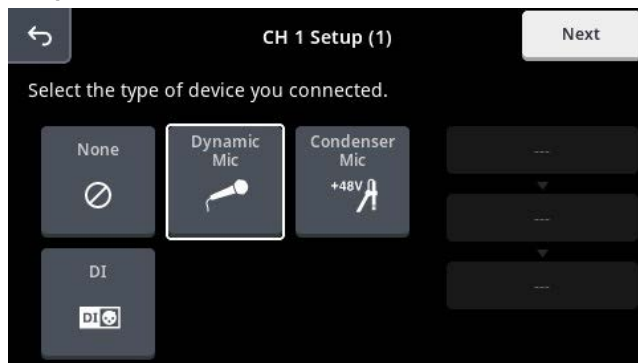 CH 1 Setup (1)
Next
Select the type of device you connected.
None
Dynamic
Mic
Condenser
Mic
+48V
---
---
DI
DI
---